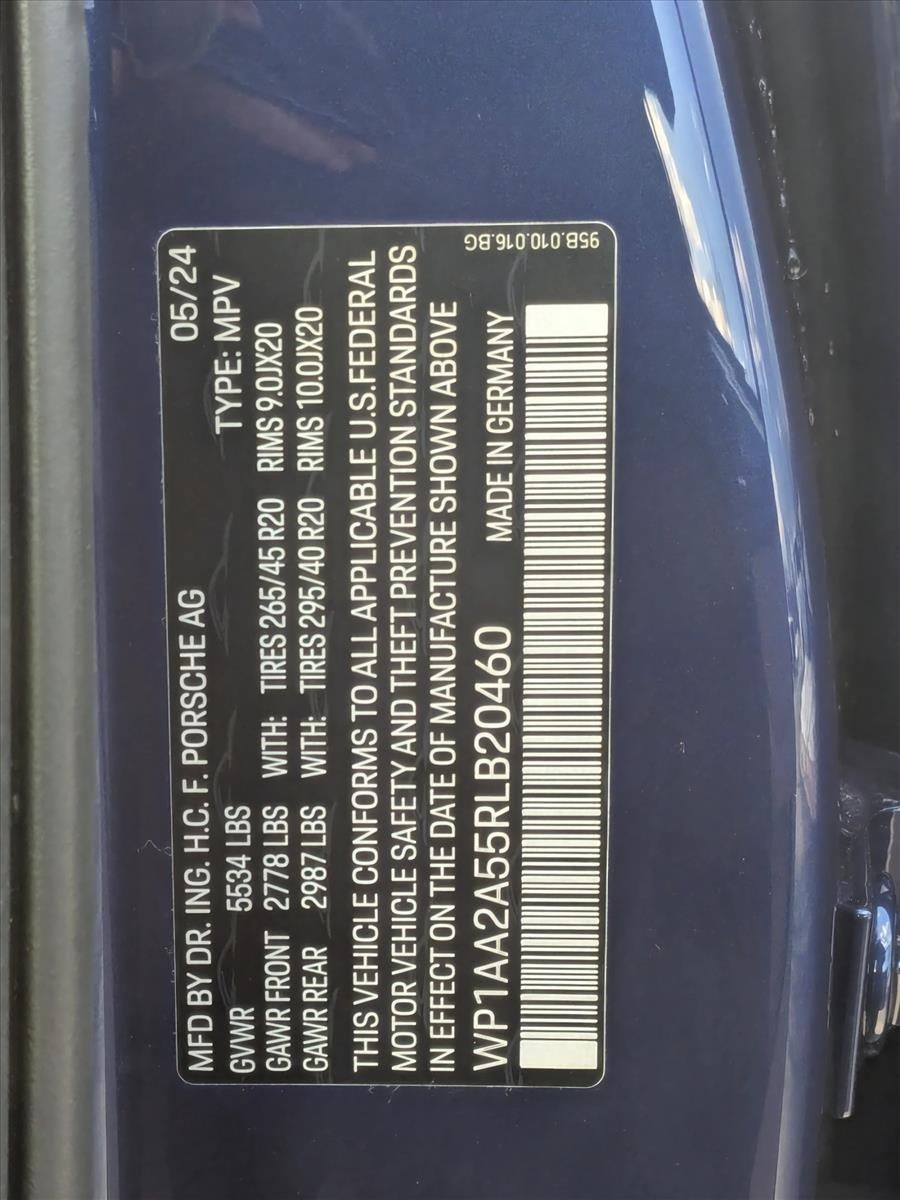 MFD BY DR. ING. H.C. F. PORSCHE AG 05/24
GVWR 5534 LBS TYPE: MPV
GAWR FRONT 2778 LBS WITH: TIRES 265/45 R20 RIMS 9.0JX20
GAWR REAR 2987 LBS WITH: TIRES 295/40 R20 RIMS 10.0JX20
THIS VEHICLE CONFORMS TO ALL APPLICABLE U.S.FEDERAL
MOTOR VEHICLE SAFETY AND THEFT PREVENTION STANDARDS
IN EFFECT ON THE DATE OF MANUFACTURE SHOWN ABOVE
WP1AA2A55RLB20460 MADE IN GERMANY
95B.010.016.BG